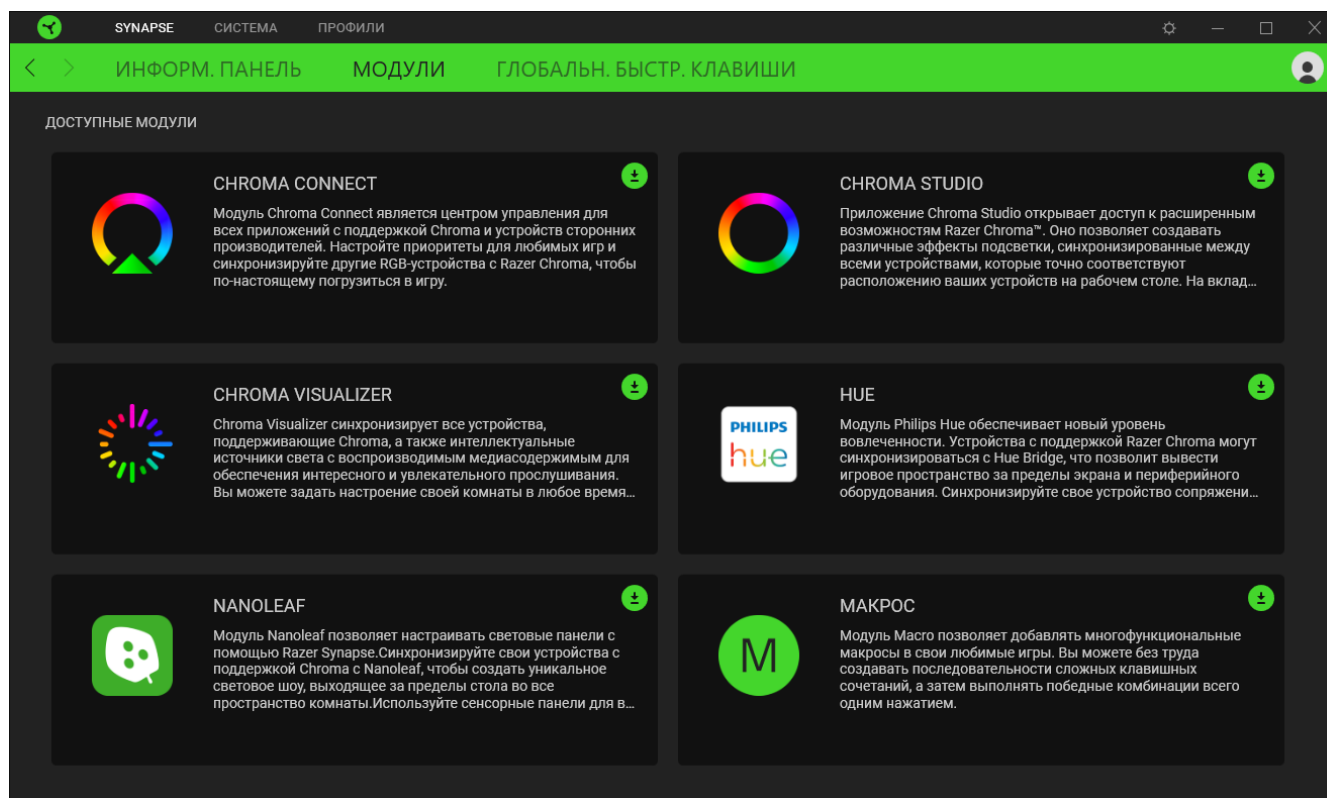 SYNAPSE СИСТЕМА ПРОФИЛИ
ИНФОРМ. ПАНЕЛЬ МОДУЛИ ГЛОБАЛЬН. БЫСТР. КЛАВИШИ
ДОСТУПНЫЕ МОДУЛИ
CHROMA CONNECT
Модуль Chroma Connect является центром управления для
всех приложений с поддержкой Chroma и устройств сторонних
производителей. Настройте приоритеты для любимых игр и
синхронизируйте другие RGB-устройства с Razer Chroma, чтобы
по-настоящему погрузиться в игру.
CHROMA STUDIO
Приложение Chroma Studio открывает доступ к расширенным
возможностям Razer Chroma™. Оно позволяет создавать
различные эффекты подсветки, синхронизированные между
всеми устройствами, которые точно соответствуют
расположению ваших устройств на рабочем столе. На вклад...
CHROMA VISUALIZER
Chroma Visualizer синхронизирует все устройства,
поддерживающие Chroma, а также интеллектуальные
источники света с воспроизводимым медиасодержимым для
обеспечения интересного и увлекательного прослушивания.
Вы можете задать настроение своей комнаты в любое время...
PHILIPS
hue
HUE
Модуль Philips Hue обеспечивает новый уровень
вовлеченности. Устройства с поддержкой Razer Chroma могут
синхронизироваться с Hue Bridge, что позволит вывести
игровое пространство за пределы экрана и периферийного
оборудования. Синхронизируйте свое устройство сопряжени...
NANOLEAF
Модуль Nanoleaf позволяет настраивать световые панели с
помощью Razer Synapse.Синхронизируйте свои устройства с
поддержкой Chroma с Nanoleaf, чтобы создать уникальное
световое шоу, выходящее за пределы стола во все
пространство комнаты.Используйте сенсорные панели для в...
M
МАКРОС
Модуль Macro позволяет добавлять многофункциональные
макросы в свои любимые игры. Вы можете без труда
создавать последовательности сложных клавишных
сочетаний, а затем выполнять победные комбинации всего
одним нажатием.